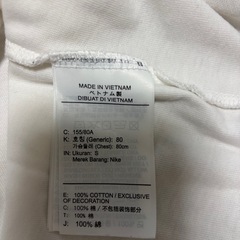 MADE IN VIETNAM
ベトナム製
DIBUAT DI VIETNAM
C: 155/80A
K: 호칭 (Generic): 80
가슴둘레 (Chest): 80cm
IN: Ukuran: S
Merek Barang: Nike
E: 100% COTTON / EXCLUSIVE
OF DECORATION
C: 100% 棉 / 不包括装饰部分
T: 100% 棉
J: 100% 綿